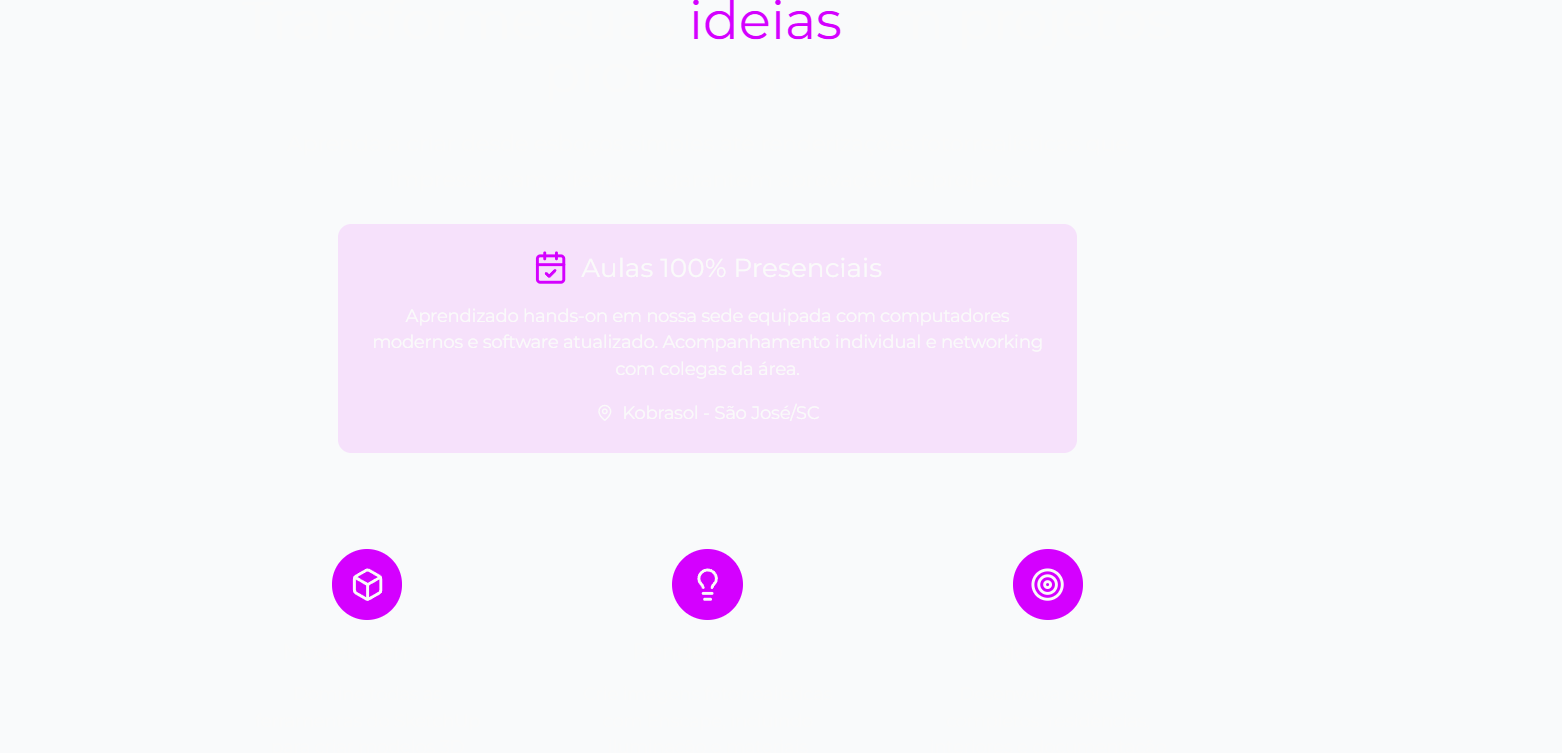 ideias
Aulas 100% Presenciais
Aprendizado hands-on em nossa sede equipada com computadores
modernos e software atualizado. Acompanhamento individual e networking
com colegas da área.
Kobrasol - São José/SC